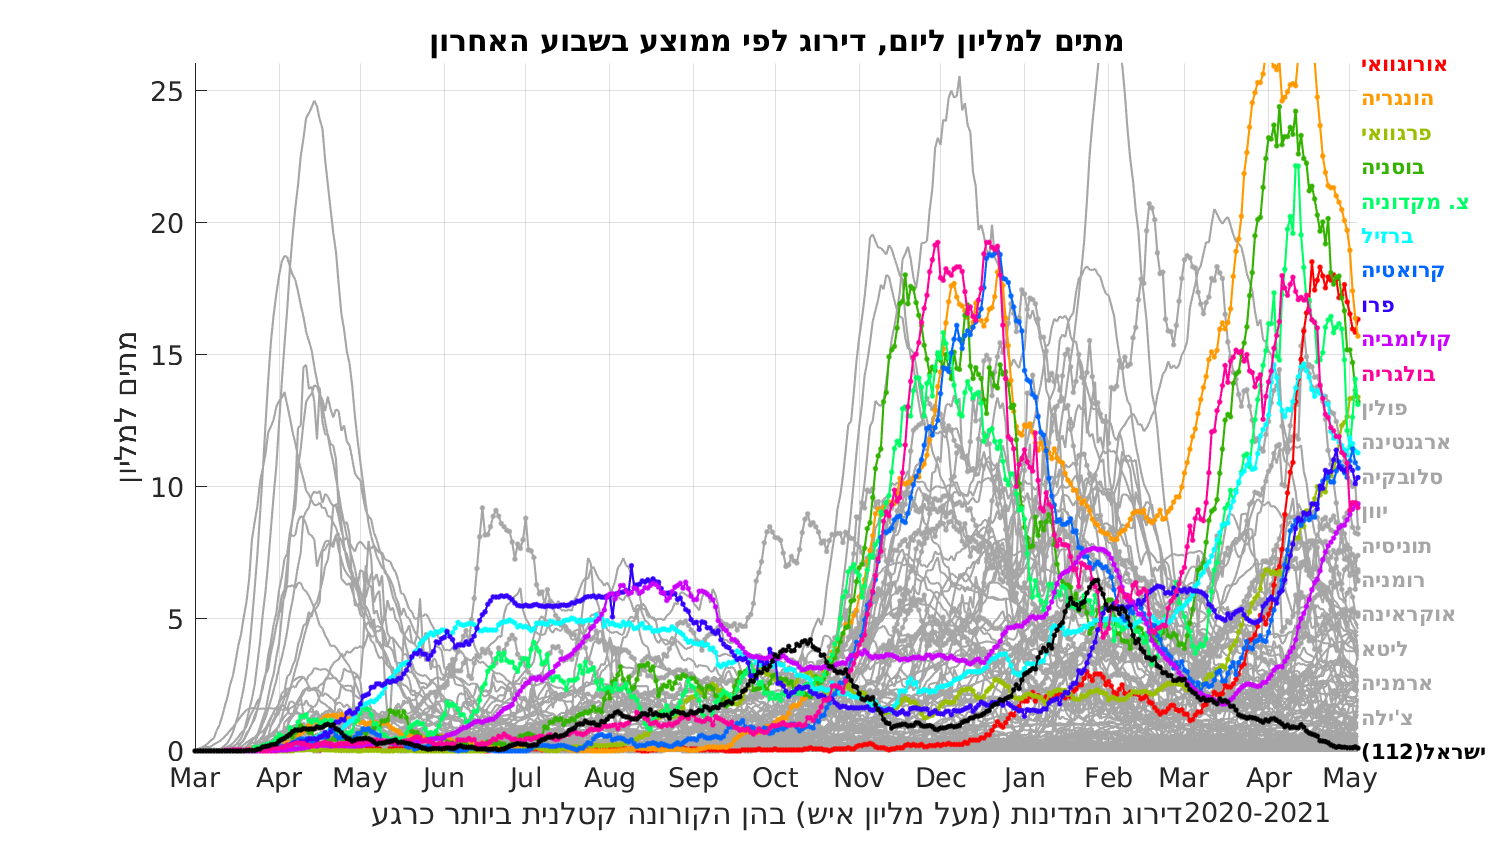 מתים למליון ליום, דירוג לפי ממוצע בשבוע האחרון
מתים למליון
25
20
15
10
5
0
Mar Apr May Jun Jul Aug Sep Oct Nov Dec Jan Feb Mar Apr May
דירוג המדינות (מעל מליון איש) בהן הקורונה קטלנית ביותר כרגע2020-2021
אורוגוואי
הונגריה
פרגוואי
בוסניה
צ. מקדוניה
ברזיל
קרואטיה
פרו
קולומביה
בולגריה
פולין
ארגנטינה
סלובקיה
יוון
תוניסיה
רומניה
אוקראינה
ליטא
ארמניה
צ'ילה
ישראל(112)